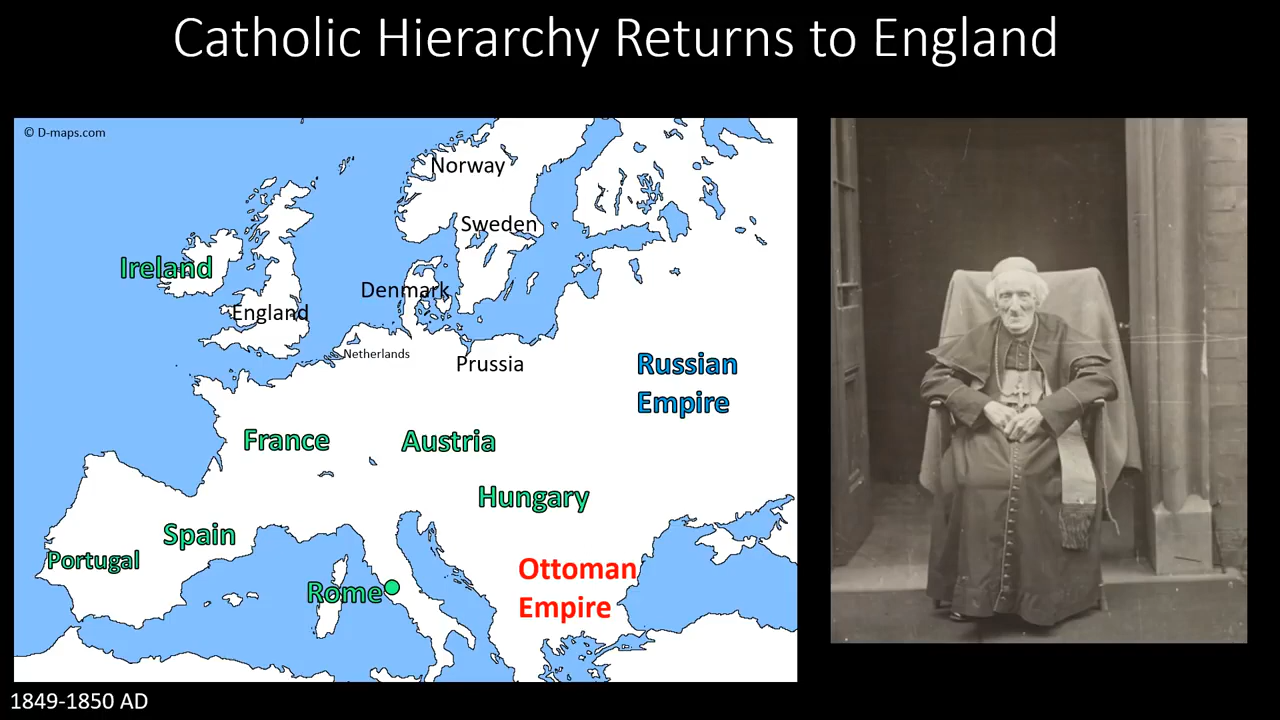 Catholic Hierarchy Returns to England
© D-maps.com
Norway
Sweden
Ireland
Denmark
England
Netherlands
Prussia
Russian
Empire
France
Austria
Hungary
Spain
Portugal
Ottoman
Empire
Rome
1849-1850 AD